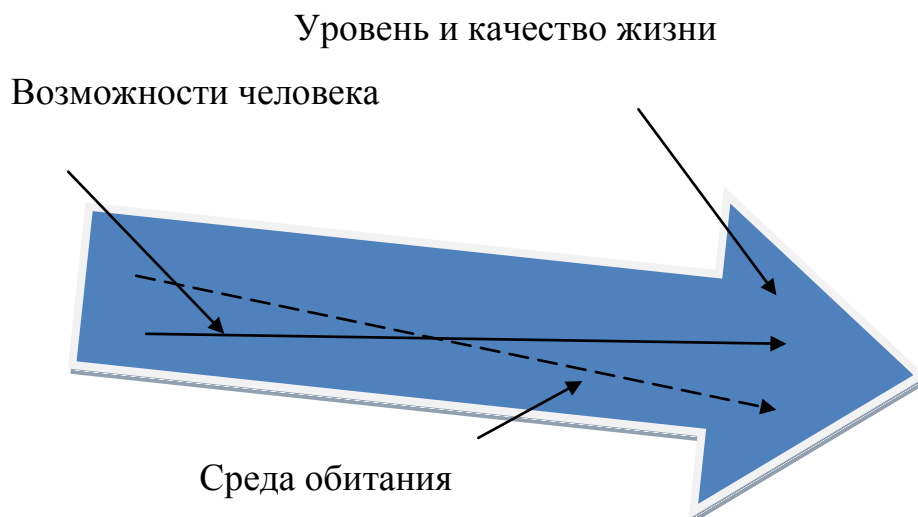 Уровень и качество жизни
Возможности человека
Среда обитания